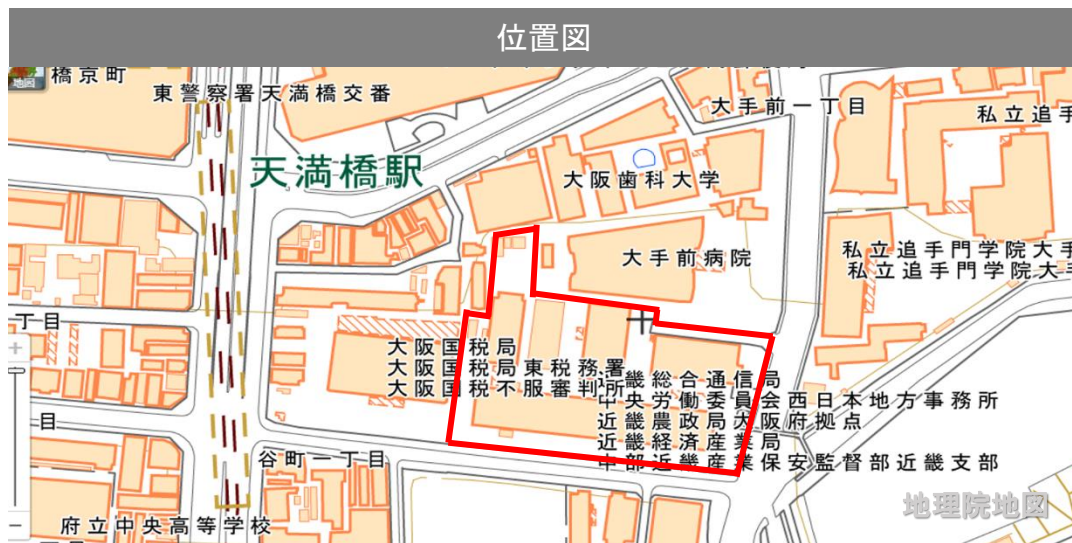 位置図
地図
橋京町
東警察署天満橋交番
大手前一丁目
私立追手
天満橋駅
大阪歯科大学
大手前病院
私立追手門学院大手
私立追手門学院大手
丁目
大阪国税局
大阪国税局東税務署
大阪国税不服審判所
近畿総合通信局
中央労働委員会西日本地方事務所
近畿農政局大阪府拠点
近畿経済産業局
中部近畿産業保安監督部近畿支部
目
谷町一丁目
府立中央高等学校
地理院地図